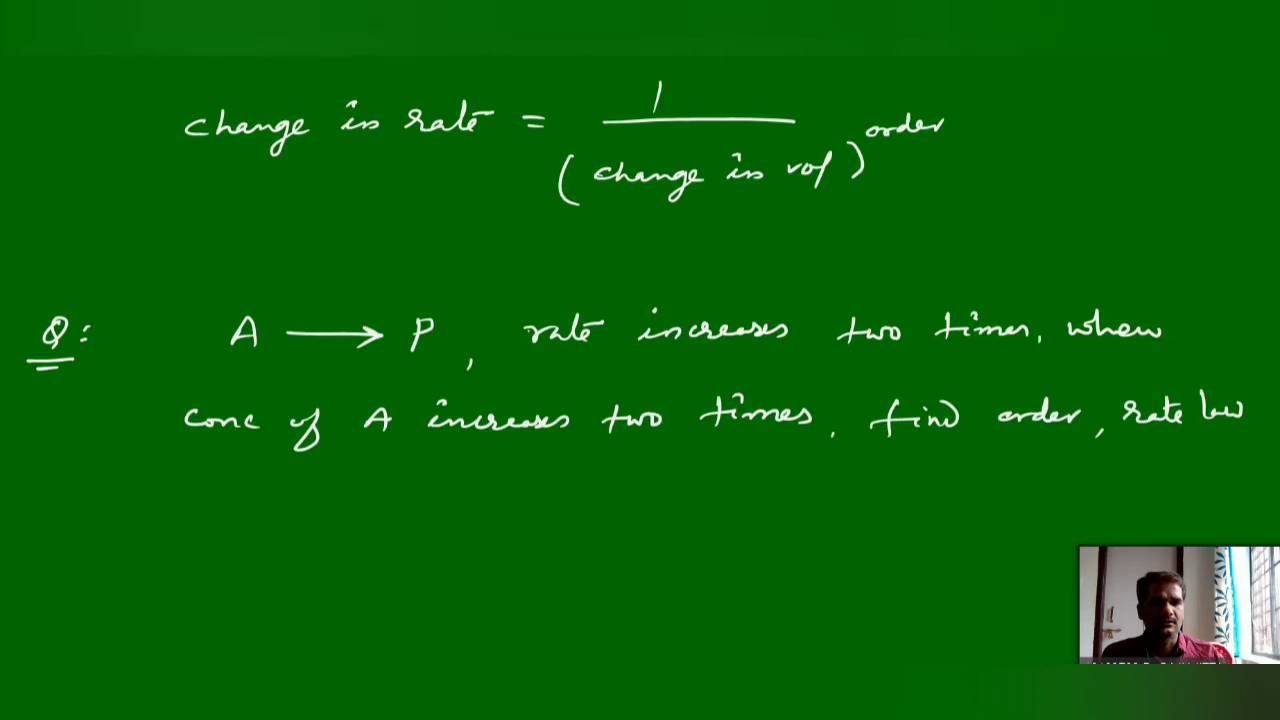 change in rate = 1 / (change in vol)^order
Q: A ⟶ P, rate increases two times, when
conc of A increases two times. find order, rate law